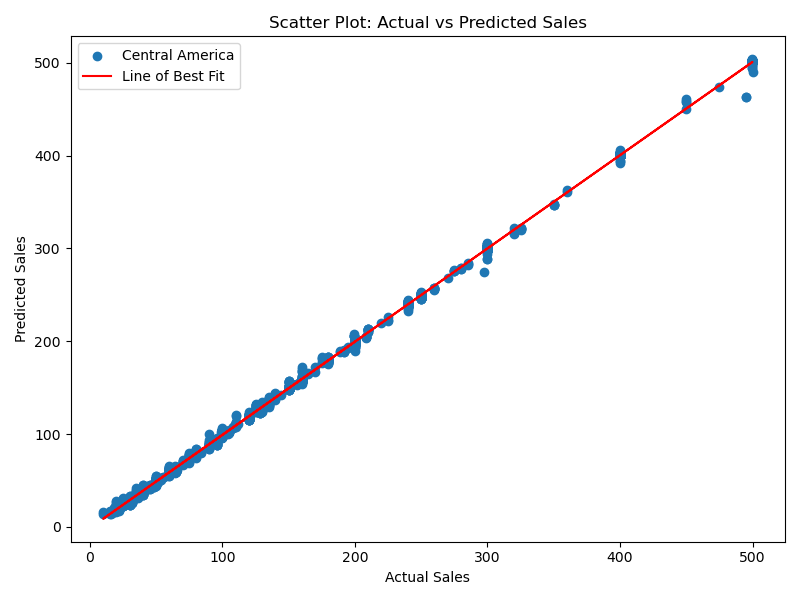 Scatter Plot: Actual vs Predicted Sales
Central America
Line of Best Fit
500
400
300
200
100
0
Predicted Sales
0 100 200 300 400 500
Actual Sales